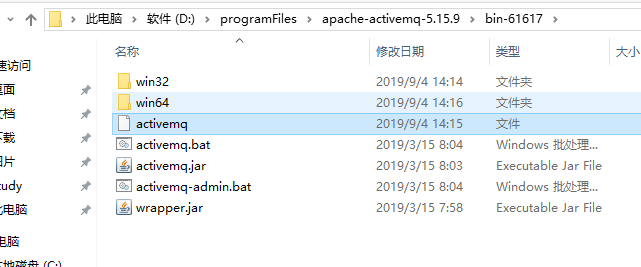 此电脑 > 软件 (D:) > programFiles > apache-activemq-5.15.9 > bin-61617 >
名称 修改日期 类型 大小
速访问
win32 2019/9/4 14:14 文件夹
桌面
win64 2019/9/4 14:16 文件夹
文档
activemq 2019/9/4 14:15 文件
下载
activemq.bat 2019/3/15 8:04 Windows 批处理...
图片
activemq.jar 2019/3/15 8:03 Executable Jar File
tudy
activemq-admin.bat 2019/3/15 8:04 Windows 批处理...
此电脑
wrapper.jar 2019/3/15 7:58 Executable Jar File
电脑
地磁盘 (C:)